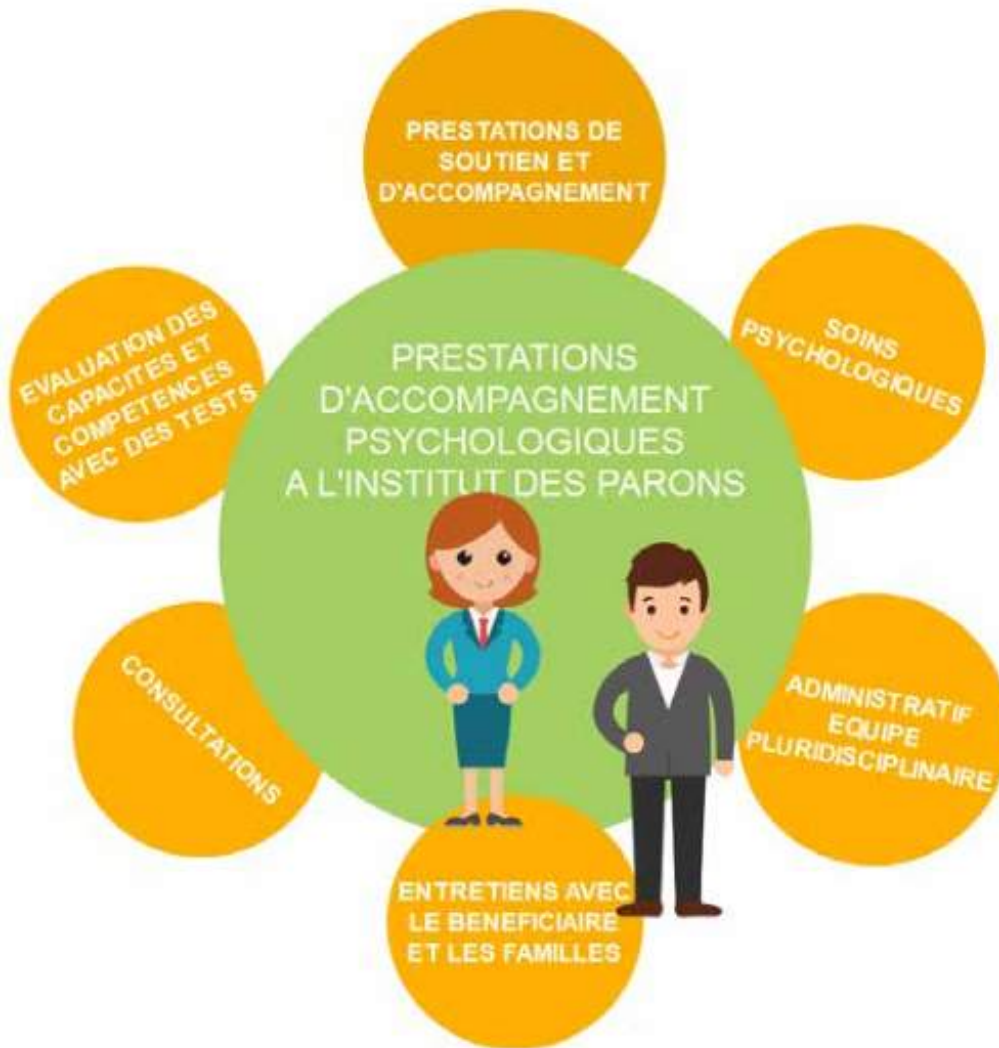 PRESTATIONS DE
SOUTIEN ET
D'ACCOMPAGNEMENT
EVALUATION DES
CAPACITES ET
COMPETENCES
AVEC DES TESTS
SOINS
PSYCHOLOGIQUES
PRESTATIONS
D'ACCOMPAGNEMENT
PSYCHOLOGIQUES
A L'INSTITUT DES PARONS
CONSULTATIONS
ADMINISTRATIF
EQUIPE
PLURIDISCIPLINAIRE
ENTRETIENS AVEC
LE BENEFICIAIRE
ET LES FAMILLES